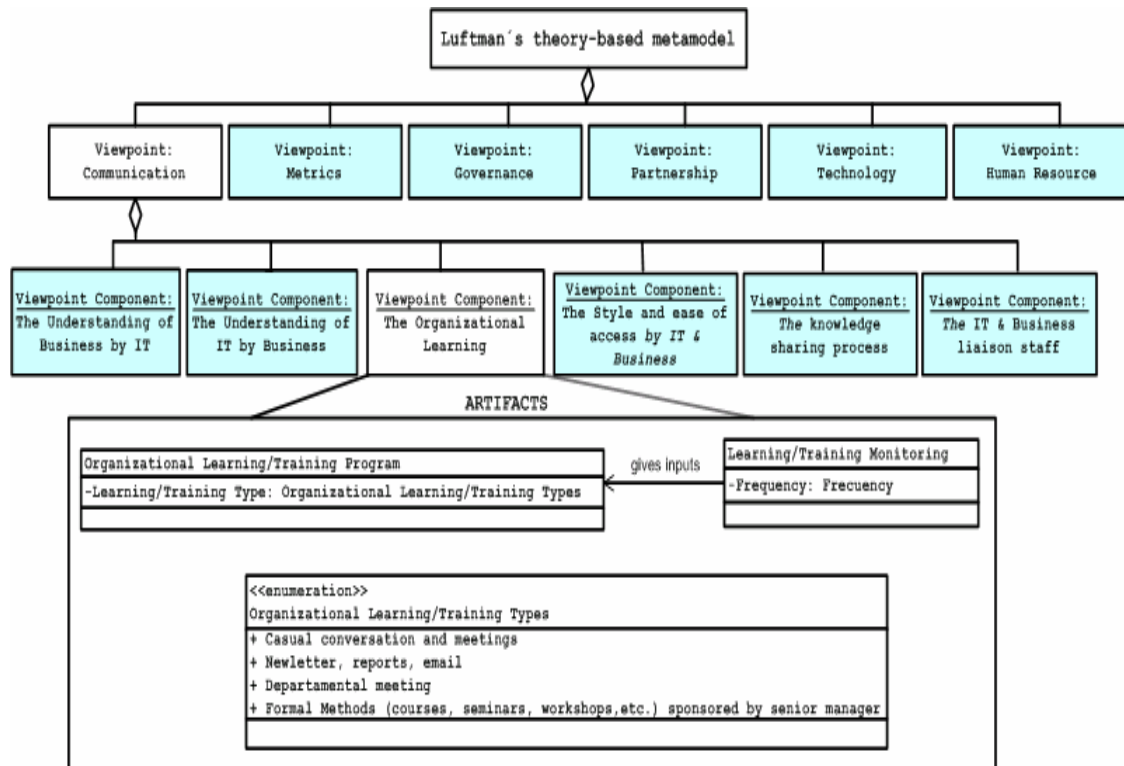 Luftman´s theory-based metamodel
Viewpoint:
Communication
Viewpoint:
Metrics
Viewpoint:
Governance
Viewpoint:
Partnership
Viewpoint:
Technology
Viewpoint:
Human Resource
Viewpoint Component:
The Understanding of
Business by IT
Viewpoint Component:
The Understanding of
IT by Business
Viewpoint Component:
The Organizational
Learning
Viewpoint Component:
The Style and ease of
access by IT &
Business
Viewpoint Component:
The knowledge
sharing process
Viewpoint Component:
The IT & Business
liaison staff
ARTIFACTS
Organizational Learning/Training Program
-Learning/Training Type: Organizational Learning/Training Types
gives inputs
Learning/Training Monitoring
-Frequency: Frecuency
<<enumeration>>
Organizational Learning/Training Types
+ Casual conversation and meetings
+ Newletter, reports, email
+ Departamental meeting
+ Formal Methods (courses, seminars, workshops,etc.) sponsored by senior manager